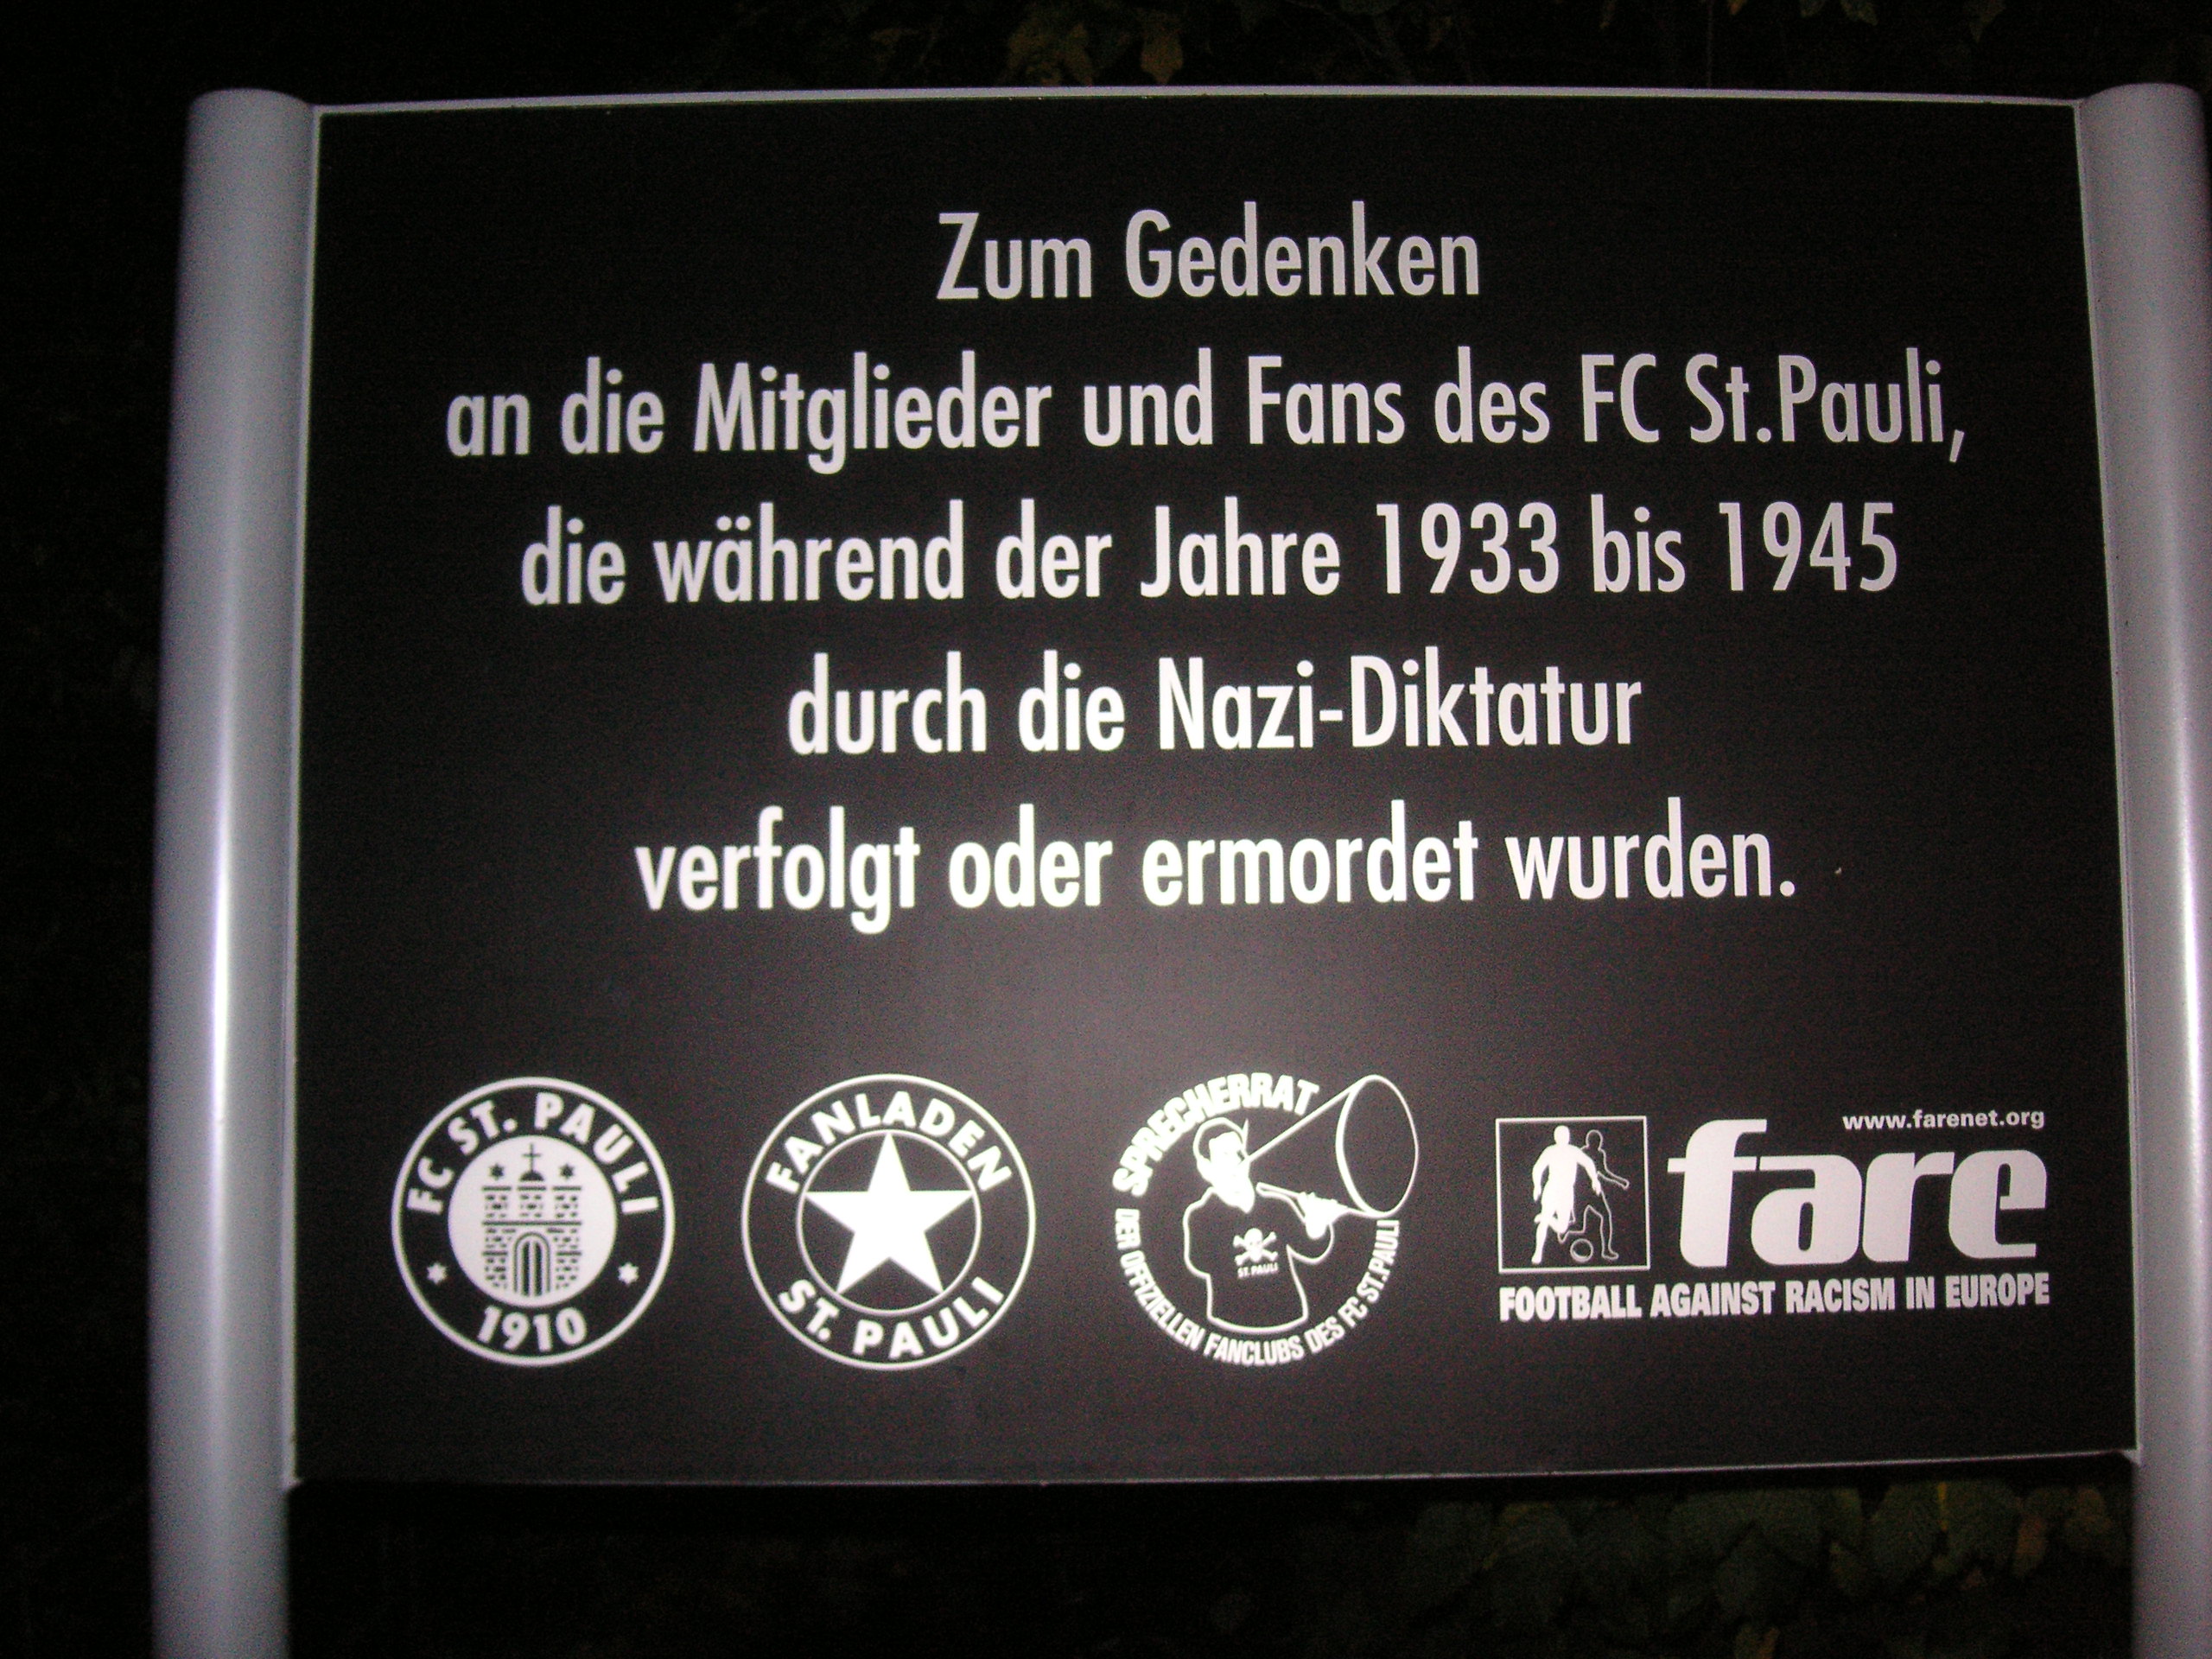 Zum Gedenken
an die Mitglieder und Fans des FC St.Pauli,
die während der Jahre 1933 bis 1945
durch die Nazi-Diktatur
verfolgt oder ermordet wurden.
FC ST. PAULI
1910
FANLADEN
ST. PAULI
SPRECHERRAT
ST. PAULI
DER OFFIZIELLEN FANCLUBS DES FC ST.PAULI
www.farenet.org
fare
FOOTBALL AGAINST RACISM IN EUROPE